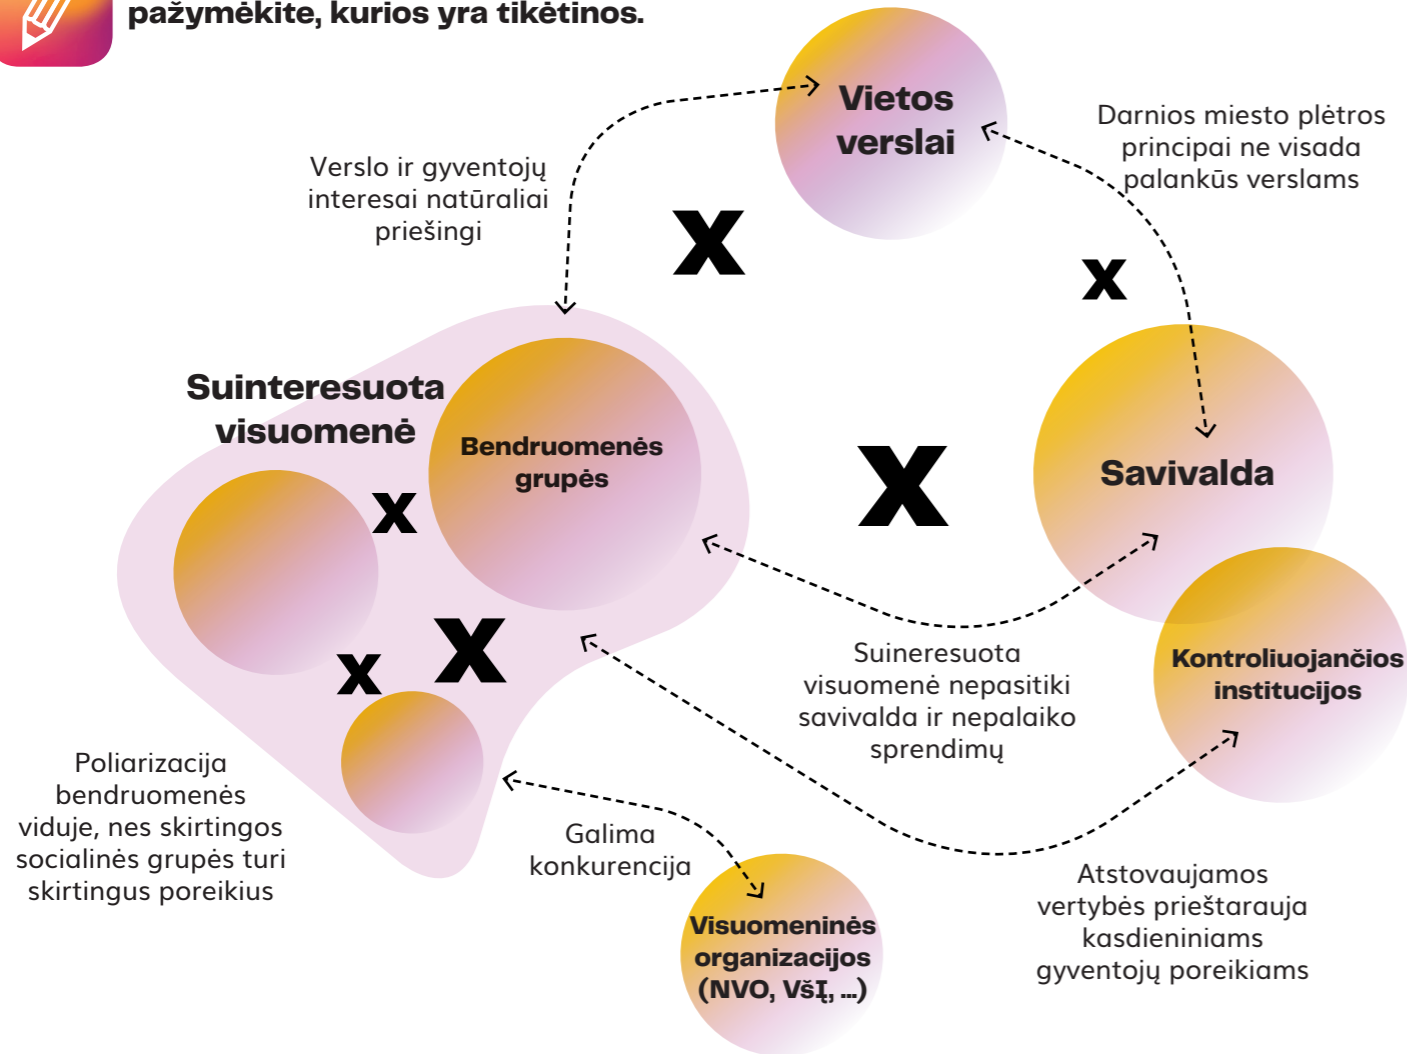 pažymėkite, kurios yra tikėtinos.
Vietos
verslai
Darnios miesto plėtros
principai ne visada
palankūs verslams
Verslo ir gyventojų
interesai natūraliai
priešingi
X
X
Suinteresuota
visuomenė
Bendruomenės
grupės
X
Savivalda
X
X
X
Suineresuota
visuomenė nepasitiki
savivalda ir nepalaiko
sprendimų
Kontroliuojančios
institucijos
Poliarizacija
bendruomenės
viduje, nes skirtingos
socialinės grupės turi
skirtingus poreikius
Galima
konkurencija
Atstovaujamos
vertybės prieštarauja
kasdieniniams
gyventojų poreikiams
Visuomeninės
organizacijos
(NVO, VšĮ, ...)